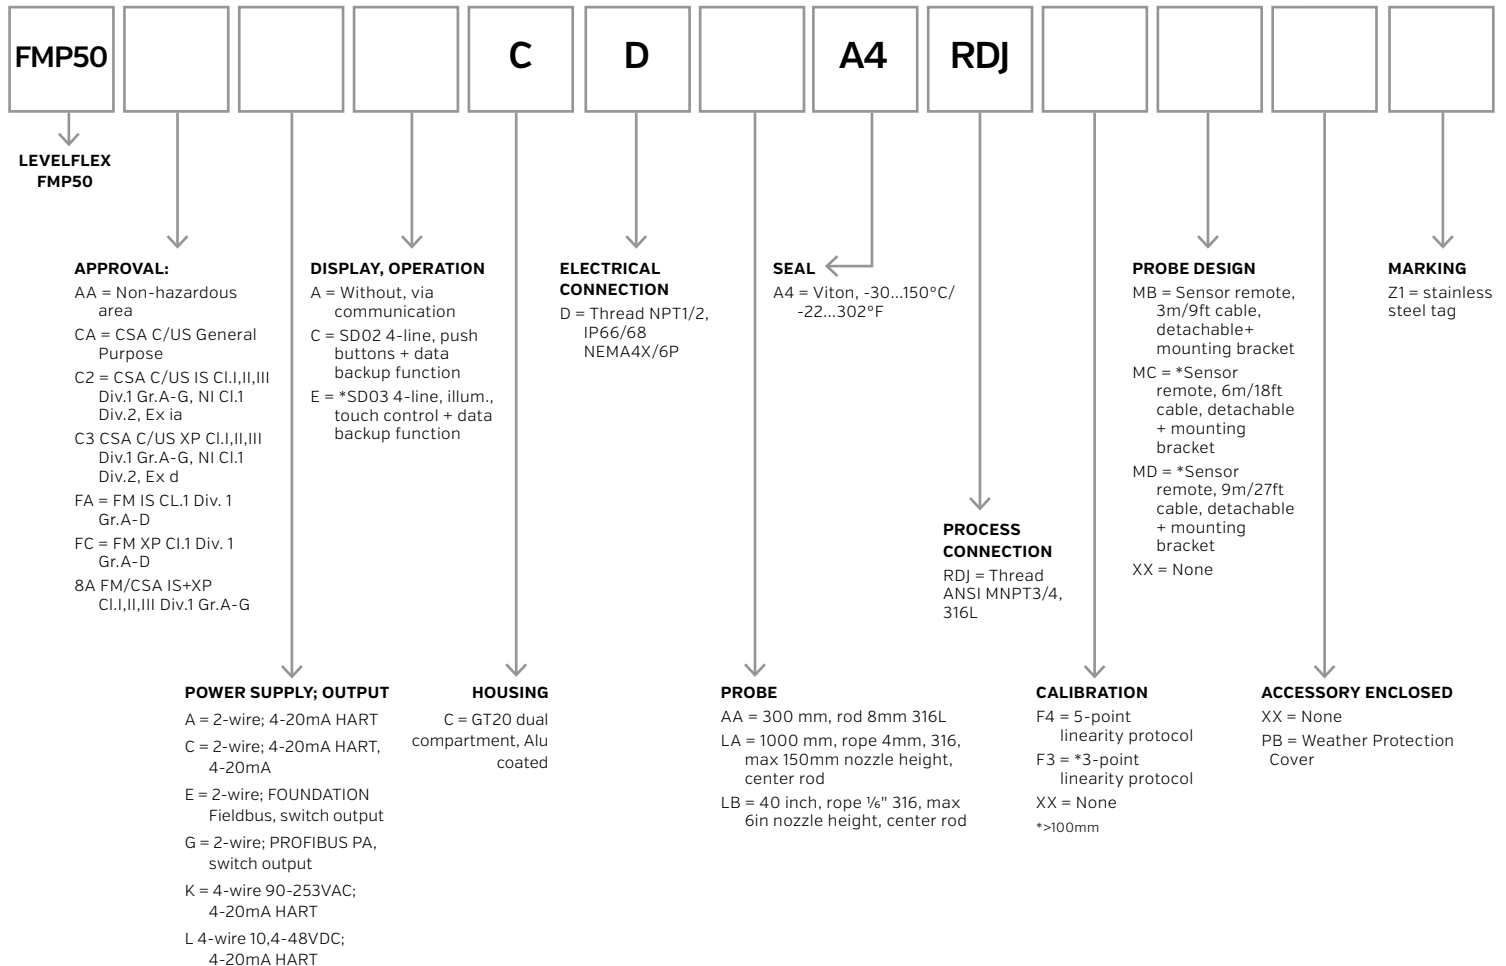 FMP50
C
D
A4
RDJ
LEVELFLEX
FMP50
APPROVAL:
AA = Non-hazardous
area
CA = CSA C/US General
Purpose
C2 = CSA C/US IS Cl.I,II,III
Div.1 Gr.A-G, NI Cl.1
Div.2, Ex ia
C3 CSA C/US XP Cl.I,II,III
Div.1 Gr.A-G, NI Cl.1
Div.2, Ex d
FA = FM IS CL.1 Div. 1
Gr.A-D
FC = FM XP Cl.1 Div. 1
Gr.A-D
8A FM/CSA IS+XP
Cl.I,II,III Div.1 Gr.A-G
DISPLAY, OPERATION
A = Without, via
communication
C = SD02 4-line, push
buttons + data
backup function
E = *SD03 4-line, illum.,
touch control + data
backup function
ELECTRICAL
CONNECTION
D = Thread NPT1/2,
IP66/68
NEMA4X/6P
SEAL
A4 = Viton, -30...150°C/
-22...302°F
PROCESS
CONNECTION
RDJ = Thread
ANSI MNPT3/4,
316L
PROBE DESIGN
MB = Sensor remote,
3m/9ft cable,
detachable+
mounting bracket
MC = *Sensor
remote, 6m/18ft
cable, detachable
+ mounting
bracket
MD = *Sensor
remote, 9m/27ft
cable, detachable
+ mounting
bracket
XX = None
MARKING
Z1 = stainless
steel tag
POWER SUPPLY; OUTPUT
A = 2-wire; 4-20mA HART
C = 2-wire; 4-20mA HART,
4-20mA
E = 2-wire; FOUNDATION
Fieldbus, switch output
G = 2-wire; PROFIBUS PA,
switch output
K = 4-wire 90-253VAC;
4-20mA HART
L 4-wire 10,4-48VDC;
4-20mA HART
HOUSING
C = GT20 dual
compartment, Alu
coated
PROBE
AA = 300 mm, rod 8mm 316L
LA = 1000 mm, rope 4mm, 316,
max 150mm nozzle height,
center rod
LB = 40 inch, rope ⅙" 316, max
6in nozzle height, center rod
CALIBRATION
F4 = 5-point
linearity protocol
F3 = *3-point
linearity protocol
XX = None
*>100mm
ACCESSORY ENCLOSED
XX = None
PB = Weather Protection
Cover